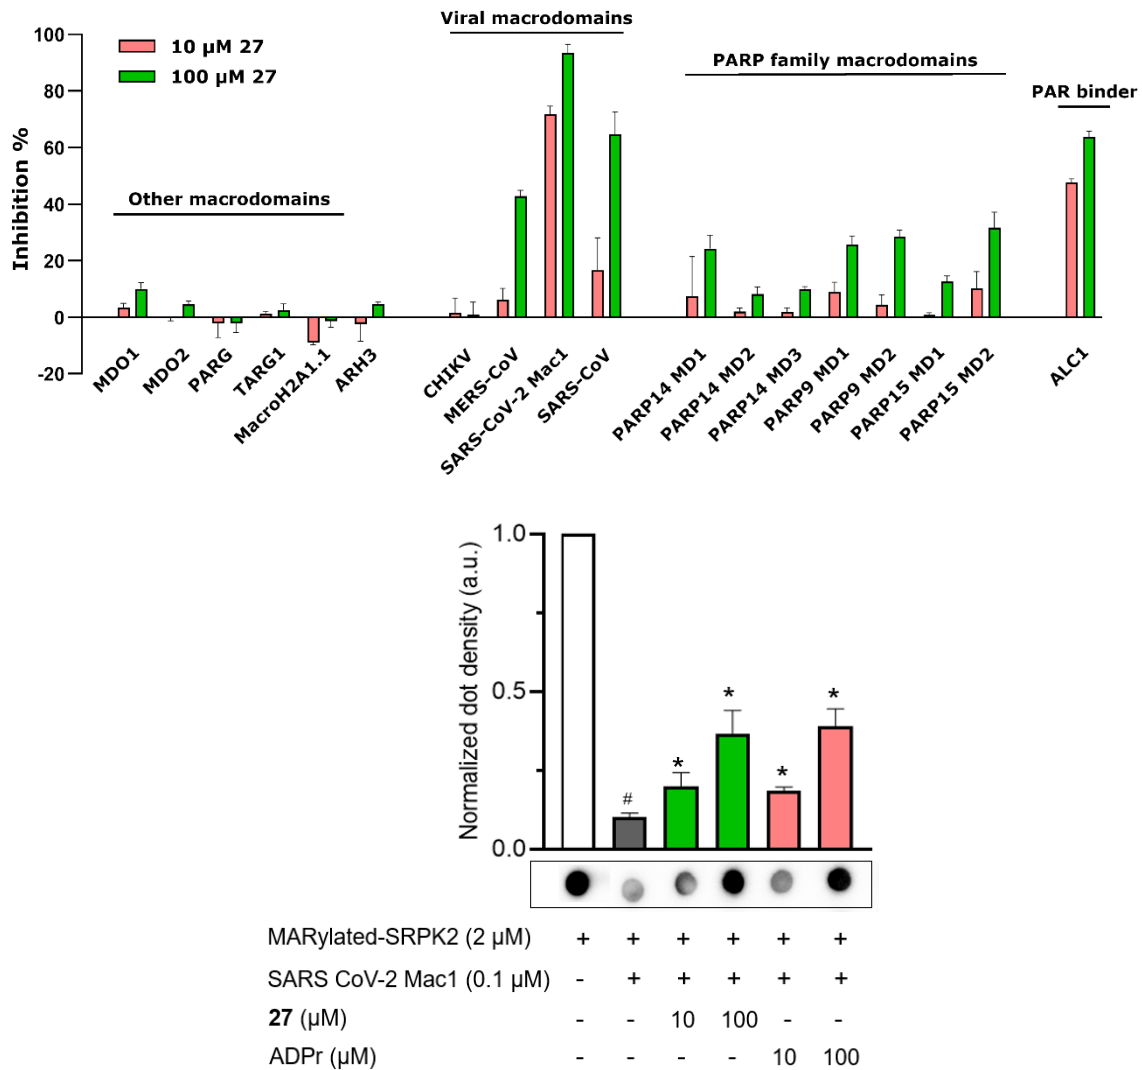 Viral macrodomains
100
10 µM 27
100 µM 27
PARP family macrodomains
PAR binder
80
60
40
20
0
-20
Inhibition %
Other macrodomains
MDO1
MDO2
PARG
TARG1
MacroH2A1.1
ARH3
CHIKV
MERS-CoV
SARS-CoV-2 Mac1
SARS-CoV
PARP14 MD1
PARP14 MD2
PARP14 MD3
PARP9 MD1
PARP9 MD2
PARP15 MD1
PARP15 MD2
ALC1
Normalized dot density (a.u.)
1.0
0.5
0.0
# * * * *
MARylated-SRPK2 (2 µM) + + + + + +
SARS CoV-2 Mac1 (0.1 µM) - + + + + +
27 (µM) - - 10 100 - -
ADPr (µM) - - - - 10 100